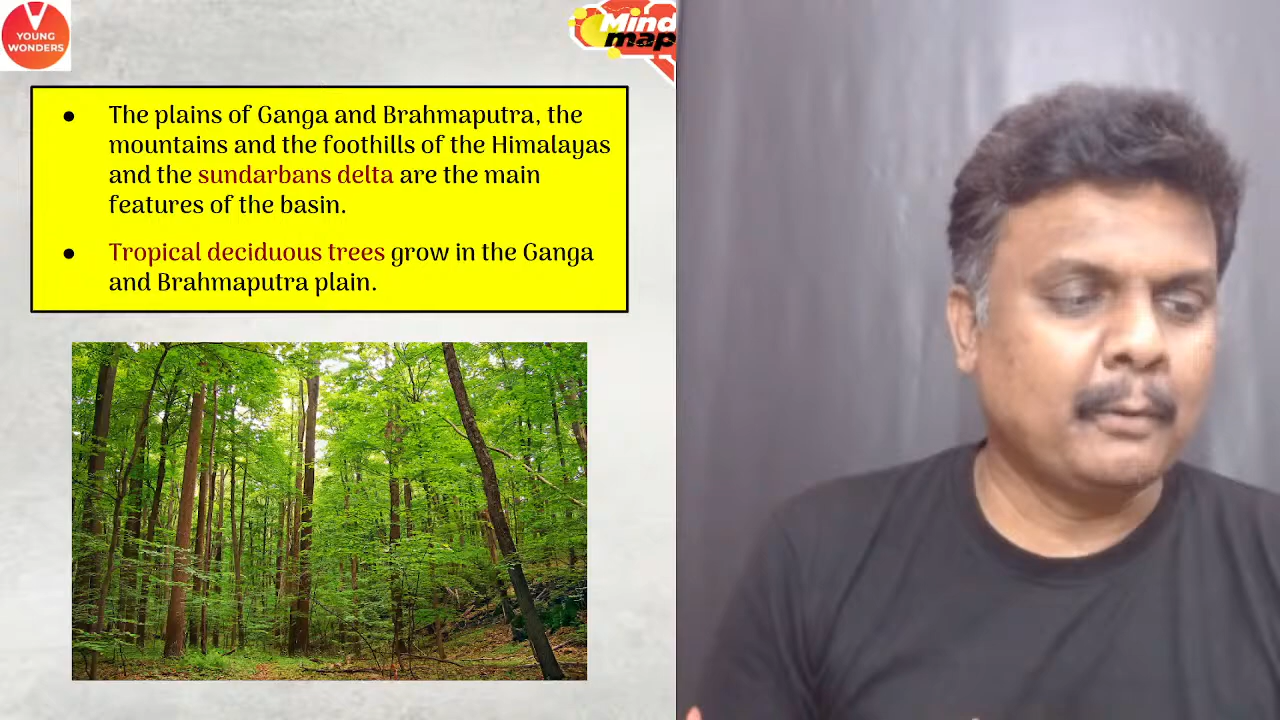 YOUNG
WONDERS
Mind
map
● The plains of Ganga and Brahmaputra, the
mountains and the foothills of the Himalayas
and the sundarbans delta are the main
features of the basin.
● Tropical deciduous trees grow in the Ganga
and Brahmaputra plain.